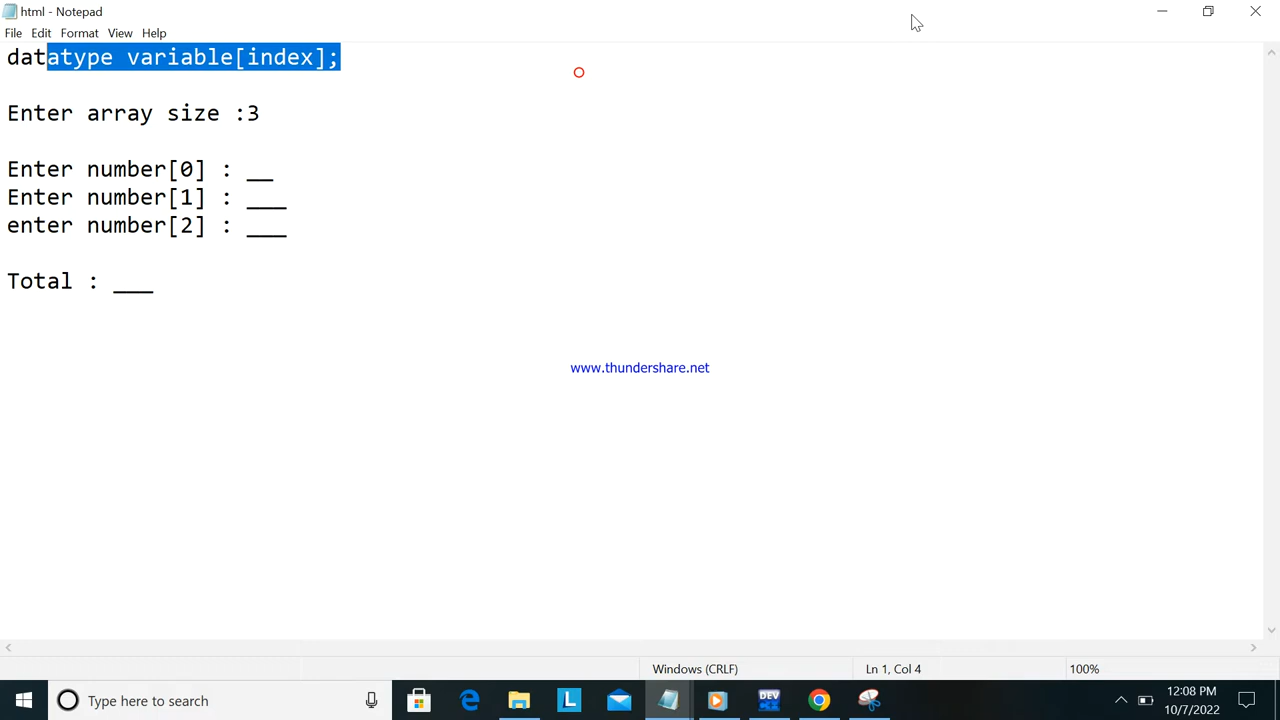 html - Notepad
File Edit Format View Help
datatype variable[index];
Enter array size :3
Enter number[0] : __
Enter number[1] : ___
enter number[2] : ___
Total : ___
www.thundershare.net
Windows (CRLF) Ln 1, Col 4 100%
Type here to search
L
DEV
12:08 PM
10/7/2022